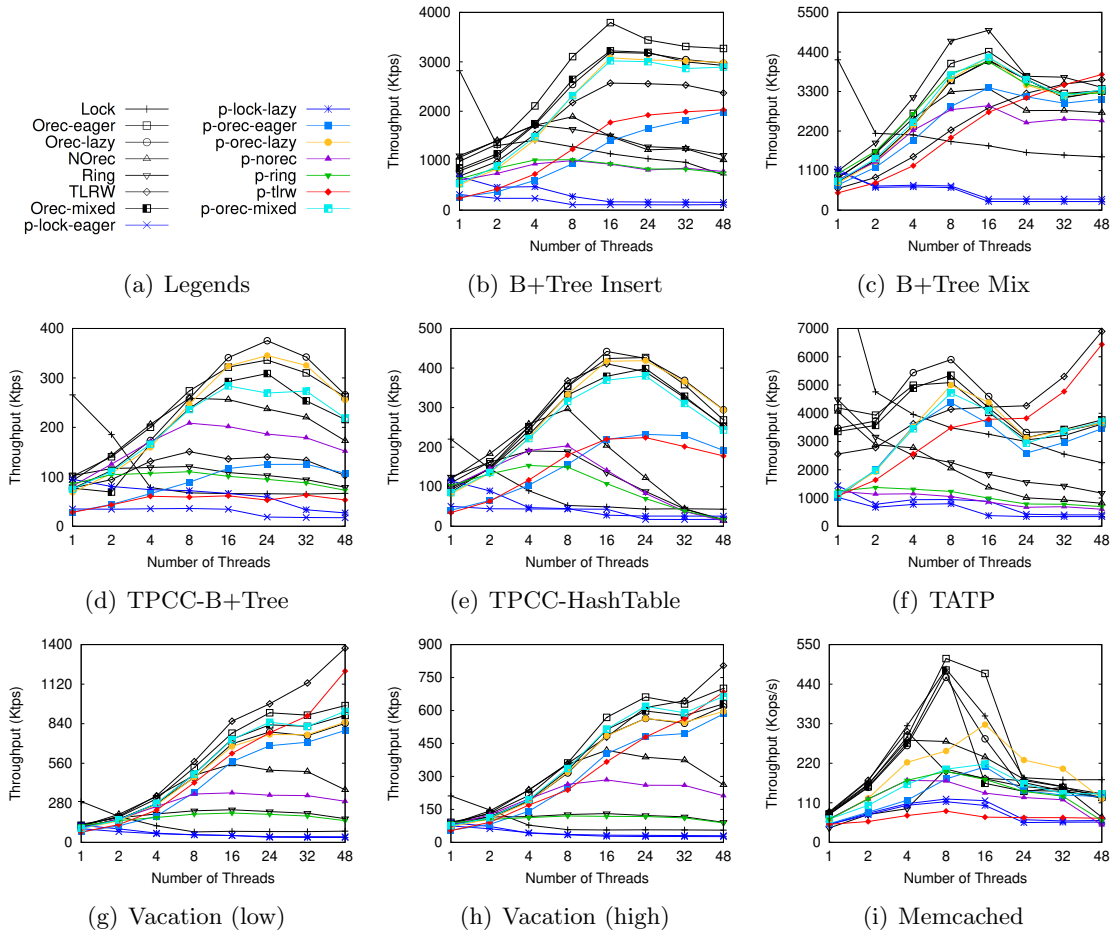 Lock
Orec-eager
Orec-lazy
NOrec
Ring
TLRW
Orec-mixed
p-lock-eager
p-lock-lazy
p-orec-eager
p-orec-lazy
p-norec
p-ring
p-tlrw
p-orec-mixed
(a) Legends
Throughput (Ktps)
4000
3000
2000
1000
0
1 2 4 8 16 24 32 48
Number of Threads
(b) B+Tree Insert
Throughput (Ktps)
5500
4400
3300
2200
1100
0
1 2 4 8 16 24 32 48
Number of Threads
(c) B+Tree Mix
Throughput (Ktps)
400
300
200
100
0
1 2 4 8 16 24 32 48
Number of Threads
(d) TPCC-B+Tree
Throughput (Ktps)
500
400
300
200
100
0
1 2 4 8 16 24 32 48
Number of Threads
(e) TPCC-HashTable
Throughput (Ktps)
7000
6000
5000
4000
3000
2000
1000
0
1 2 4 8 16 24 32 48
Number of Threads
(f) TATP
Throughput (Ktps)
1400
1120
840
560
280
0
1 2 4 8 16 24 32 48
Number of Threads
(g) Vacation (low)
Throughput (Ktps)
900
750
600
450
300
150
0
1 2 4 8 16 24 32 48
Number of Threads
(h) Vacation (high)
Throughput (Kops/s)
550
440
330
220
110
0
1 2 4 8 16 24 32 48
Number of Threads
(i) Memcached